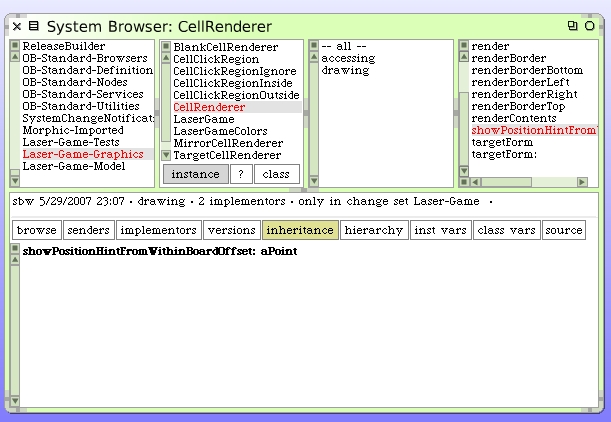 System Browser: CellRenderer
ReleaseBuilder
OB-Standard-Browsers
OB-Standard-Definition
OB-Standard-Nodes
OB-Standard-Services
OB-Standard-Utilities
SystemChangeNotificat
Morphic-Imported
Laser-Game-Tests
Laser-Game-Graphics
Laser-Game-Model
BlankCellRenderer
CellClickRegion
CellClickRegionIgnore
CellClickRegionInside
CellClickRegionOutside
CellRenderer
LaserGame
LaserGameColors
MirrorCellRenderer
TargetCellRenderer
instance ? class
-- all --
accessing
drawing
render
renderBorder
renderBorderBottom
renderBorderLeft
renderBorderRight
renderBorderTop
renderContents
showPositionHintFromW
targetForm
targetForm:
sbw 5/29/2007 23:07 · drawing · 2 implementors · only in change set Laser-Game ·
browse senders implementors versions inheritance hierarchy inst vars class vars source
showPositionHintFromWithinBoardOffset: aPoint